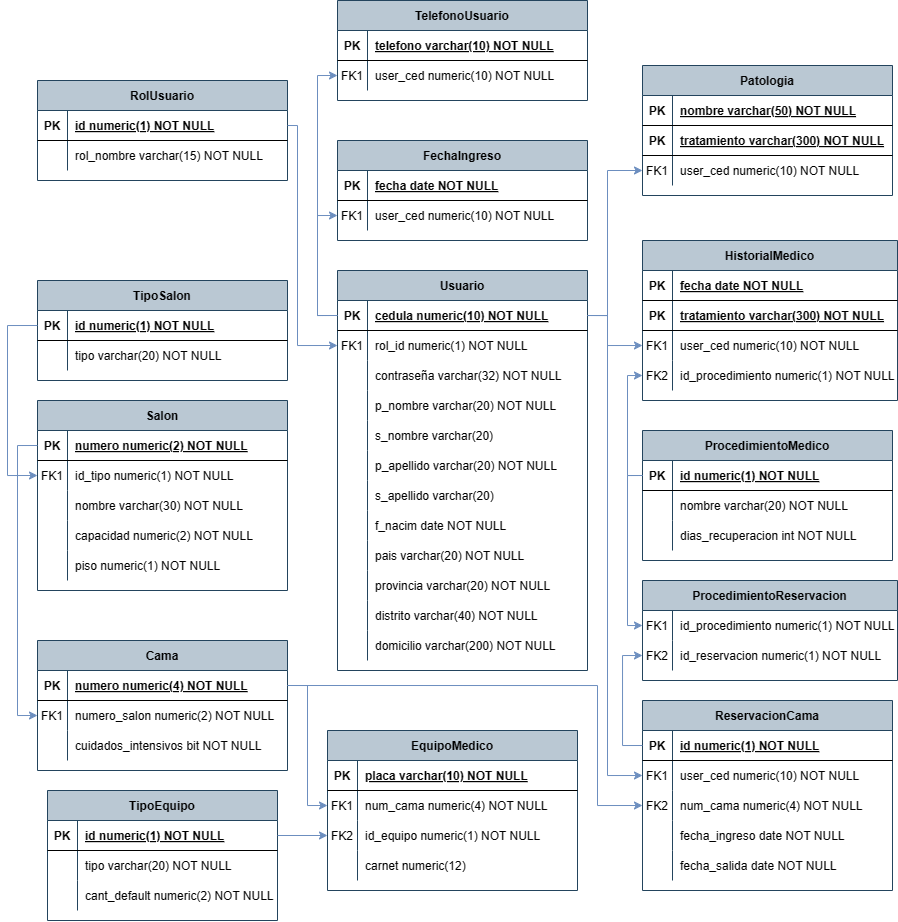 TelefonoUsuario
PK telefono varchar(10) NOT NULL
FK1 user_ced numeric(10) NOT NULL
RolUsuario
PK id numeric(1) NOT NULL
rol_nombre varchar(15) NOT NULL
FechaIngreso
PK fecha date NOT NULL
FK1 user_ced numeric(10) NOT NULL
Patologia
PK nombre varchar(50) NOT NULL
PK tratamiento varchar(300) NOT NULL
FK1 user_ced numeric(10) NOT NULL
TipoSalon
PK id numeric(1) NOT NULL
tipo varchar(20) NOT NULL
Usuario
PK cedula numeric(10) NOT NULL
FK1 rol_id numeric(1) NOT NULL
contraseña varchar(32) NOT NULL
p_nombre varchar(20) NOT NULL
s_nombre varchar(20)
p_apellido varchar(20) NOT NULL
s_apellido varchar(20)
f_nacim date NOT NULL
pais varchar(20) NOT NULL
provincia varchar(20) NOT NULL
distrito varchar(40) NOT NULL
domicilio varchar(200) NOT NULL
HistorialMedico
PK fecha date NOT NULL
PK tratamiento varchar(300) NOT NULL
FK1 user_ced numeric(10) NOT NULL
FK2 id_procedimiento numeric(1) NOT NULL
Salon
PK numero numeric(2) NOT NULL
FK1 id_tipo numeric(1) NOT NULL
nombre varchar(30) NOT NULL
capacidad numeric(2) NOT NULL
piso numeric(1) NOT NULL
ProcedimientoMedico
PK id numeric(1) NOT NULL
nombre varchar(20) NOT NULL
dias_recuperacion int NOT NULL
ProcedimientoReservacion
FK1 id_procedimiento numeric(1) NOT NULL
FK2 id_reservacion numeric(1) NOT NULL
Cama
PK numero numeric(4) NOT NULL
FK1 numero_salon numeric(2) NOT NULL
cuidados_intensivos bit NOT NULL
EquipoMedico
PK placa varchar(10) NOT NULL
FK1 num_cama numeric(4) NOT NULL
FK2 id_equipo numeric(1) NOT NULL
carnet numeric(12)
ReservacionCama
PK id numeric(1) NOT NULL
FK1 user_ced numeric(10) NOT NULL
FK2 num_cama numeric(4) NOT NULL
fecha_ingreso date NOT NULL
fecha_salida date NOT NULL
TipoEquipo
PK id numeric(1) NOT NULL
tipo varchar(20) NOT NULL
cant_default numeric(2) NOT NULL